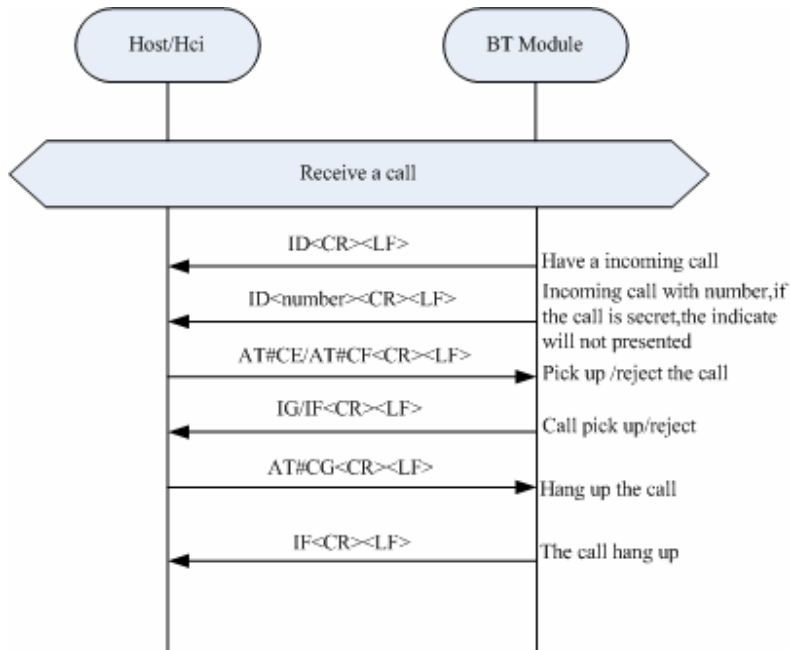 Host/Hci
BT Module
Receive a call
ID<CR><LF>
Have a incoming call
ID<number><CR><LF>
Incoming call with number,if
the call is secret,the indicate
will not presented
AT#CE/AT#CF<CR><LF>
Pick up /reject the call
IG/IF<CR><LF>
Call pick up/reject
AT#CG<CR><LF>
Hang up the call
IF<CR><LF>
The call hang up